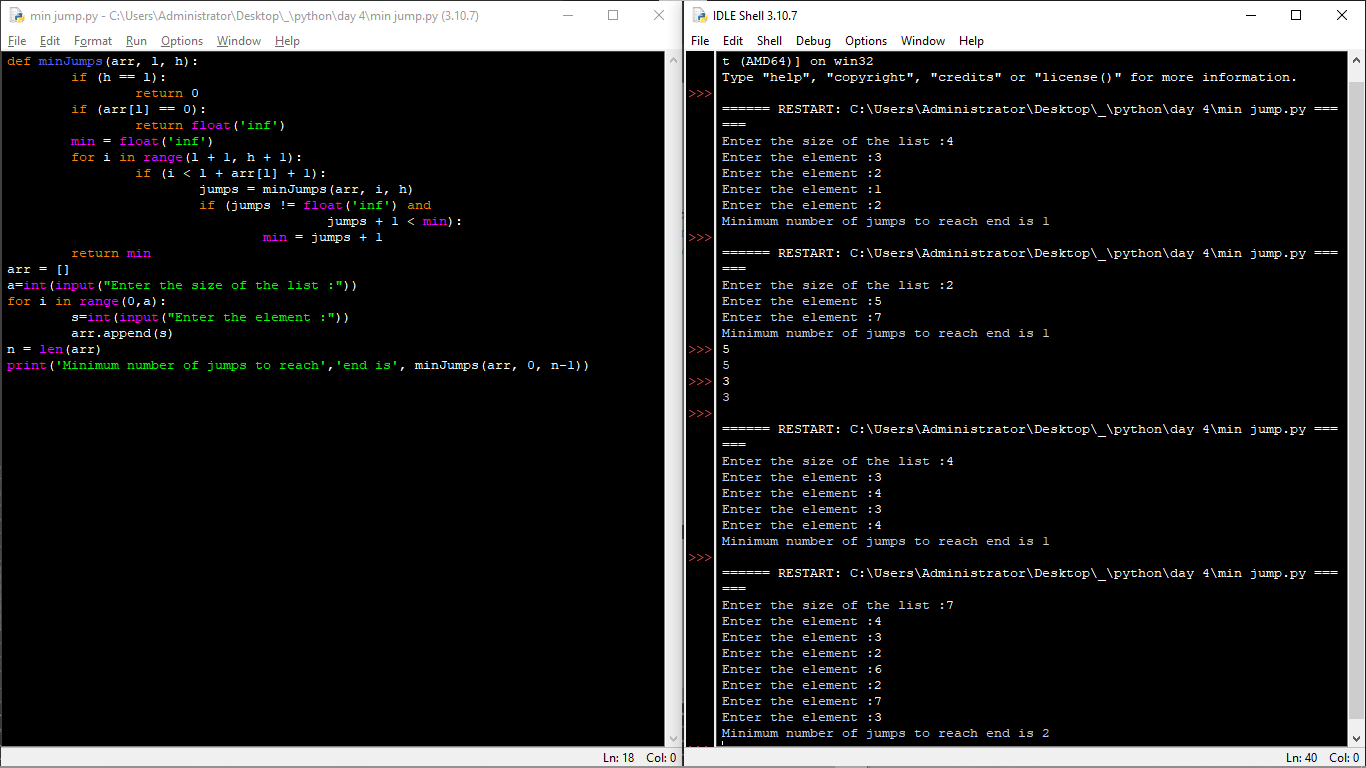 min jump.py - C:\Users\Administrator\Desktop\_\python\day 4\min jump.py (3.10.7)
File Edit Format Run Options Window Help
def minJumps(arr, l, h):
        if (h == l):
                return 0
        if (arr[l] == 0):
                return float('inf')
        min = float('inf')
        for i in range(l + 1, h + 1):
                if (i < l + arr[l] + 1):
                        jumps = minJumps(arr, i, h)
                        if (jumps != float('inf') and
                                        jumps + 1 < min):
                                min = jumps + 1
        return min
arr = []
a=int(input("Enter the size of the list :"))
for i in range(0,a):
        s=int(input("Enter the element :"))
        arr.append(s)
n = len(arr)
print('Minimum number of jumps to reach','end is', minJumps(arr, 0, n-1))
Ln: 18 Col: 0
IDLE Shell 3.10.7
File Edit Shell Debug Options Window Help
t (AMD64)] on win32
Type "help", "copyright", "credits" or "license()" for more information.
>>>
====== RESTART: C:\Users\Administrator\Desktop\_\python\day 4\min jump.py ===
===
Enter the size of the list :4
Enter the element :3
Enter the element :2
Enter the element :1
Enter the element :2
Minimum number of jumps to reach end is 1
>>>
====== RESTART: C:\Users\Administrator\Desktop\_\python\day 4\min jump.py ===
===
Enter the size of the list :2
Enter the element :5
Enter the element :7
Minimum number of jumps to reach end is 1
>>> 5
5
>>> 3
3
>>>
====== RESTART: C:\Users\Administrator\Desktop\_\python\day 4\min jump.py ===
===
Enter the size of the list :4
Enter the element :3
Enter the element :4
Enter the element :3
Enter the element :4
Minimum number of jumps to reach end is 1
>>>
====== RESTART: C:\Users\Administrator\Desktop\_\python\day 4\min jump.py ===
===
Enter the size of the list :7
Enter the element :4
Enter the element :3
Enter the element :2
Enter the element :6
Enter the element :2
Enter the element :7
Enter the element :3
Minimum number of jumps to reach end is 2
Ln: 40 Col: 0